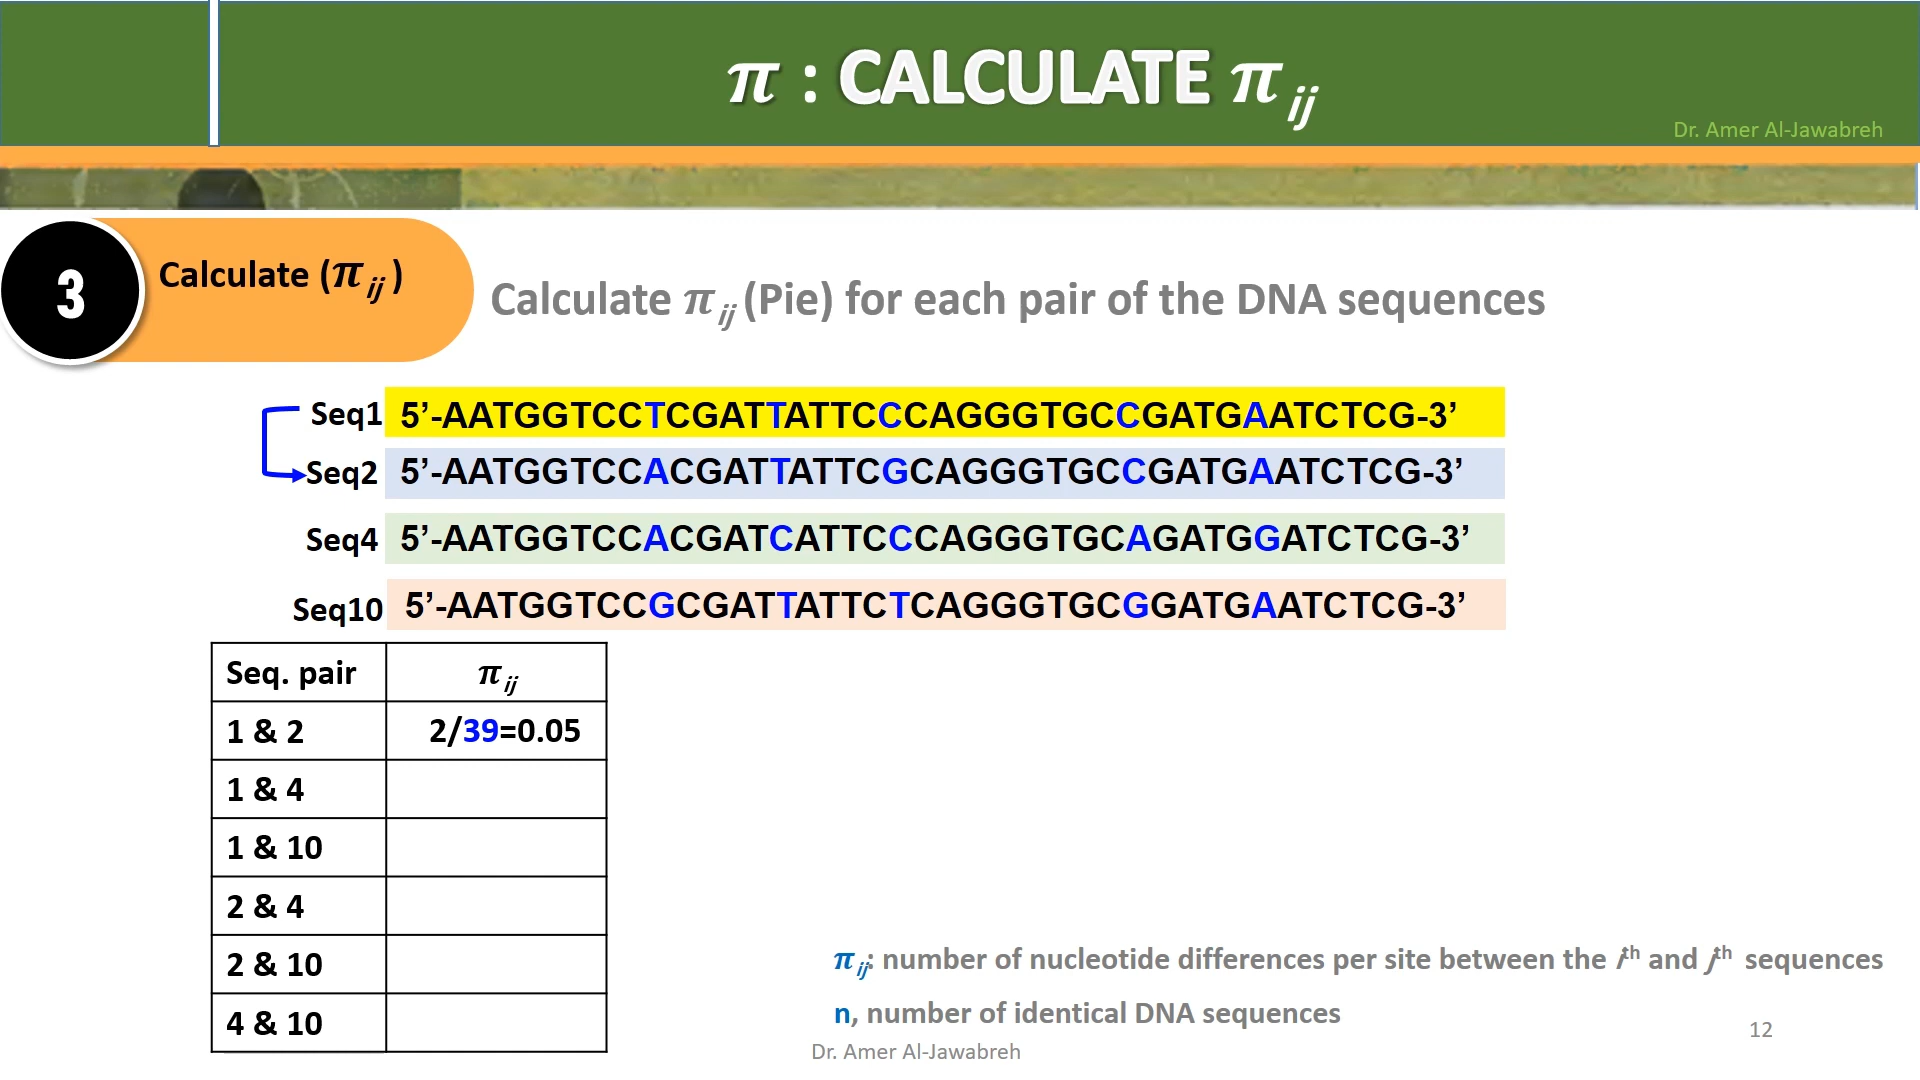 π : CALCULATE π ij
Dr. Amer Al-Jawabreh
3
Calculate (π ij )
Calculate π ij (Pie) for each pair of the DNA sequences
Seq1 5’-AATGGTCCTCGATTATTCCCAGGGTGCCGATGAATCTCG-3’
Seq2 5’-AATGGTCCACGATTATTCGCAGGGTGCCGATGAATCTCG-3’
Seq4 5’-AATGGTCCACGATCATTCCCAGGGTGCAGATGGATCTCG-3’
Seq10 5’-AATGGTCCGCGATTATTCTCAGGGTGCGGATGAATCTCG-3’
Seq. pair π ij
1 & 2 2/39=0.05
1 & 4
1 & 10
2 & 4
2 & 10
4 & 10
π ij: number of nucleotide differences per site between the ith and jth sequences
n, number of identical DNA sequences
12
Dr. Amer Al-Jawabreh